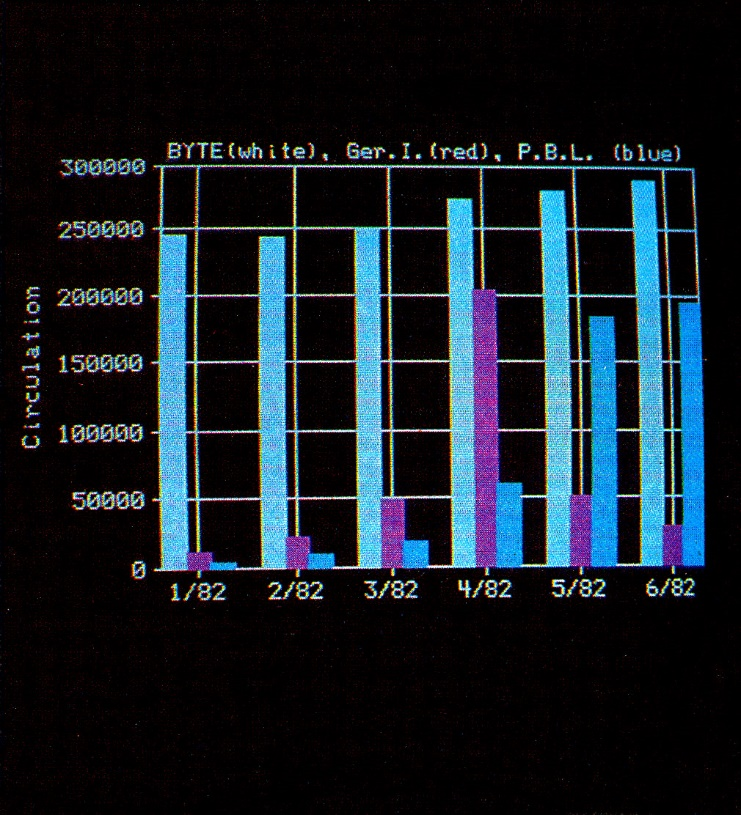 BYTE(white), Ger.I.(red), P.B.L. (blue)
300000
250000
200000
150000
100000
50000
0
Circulation
1/82 2/82 3/82 4/82 5/82 6/82